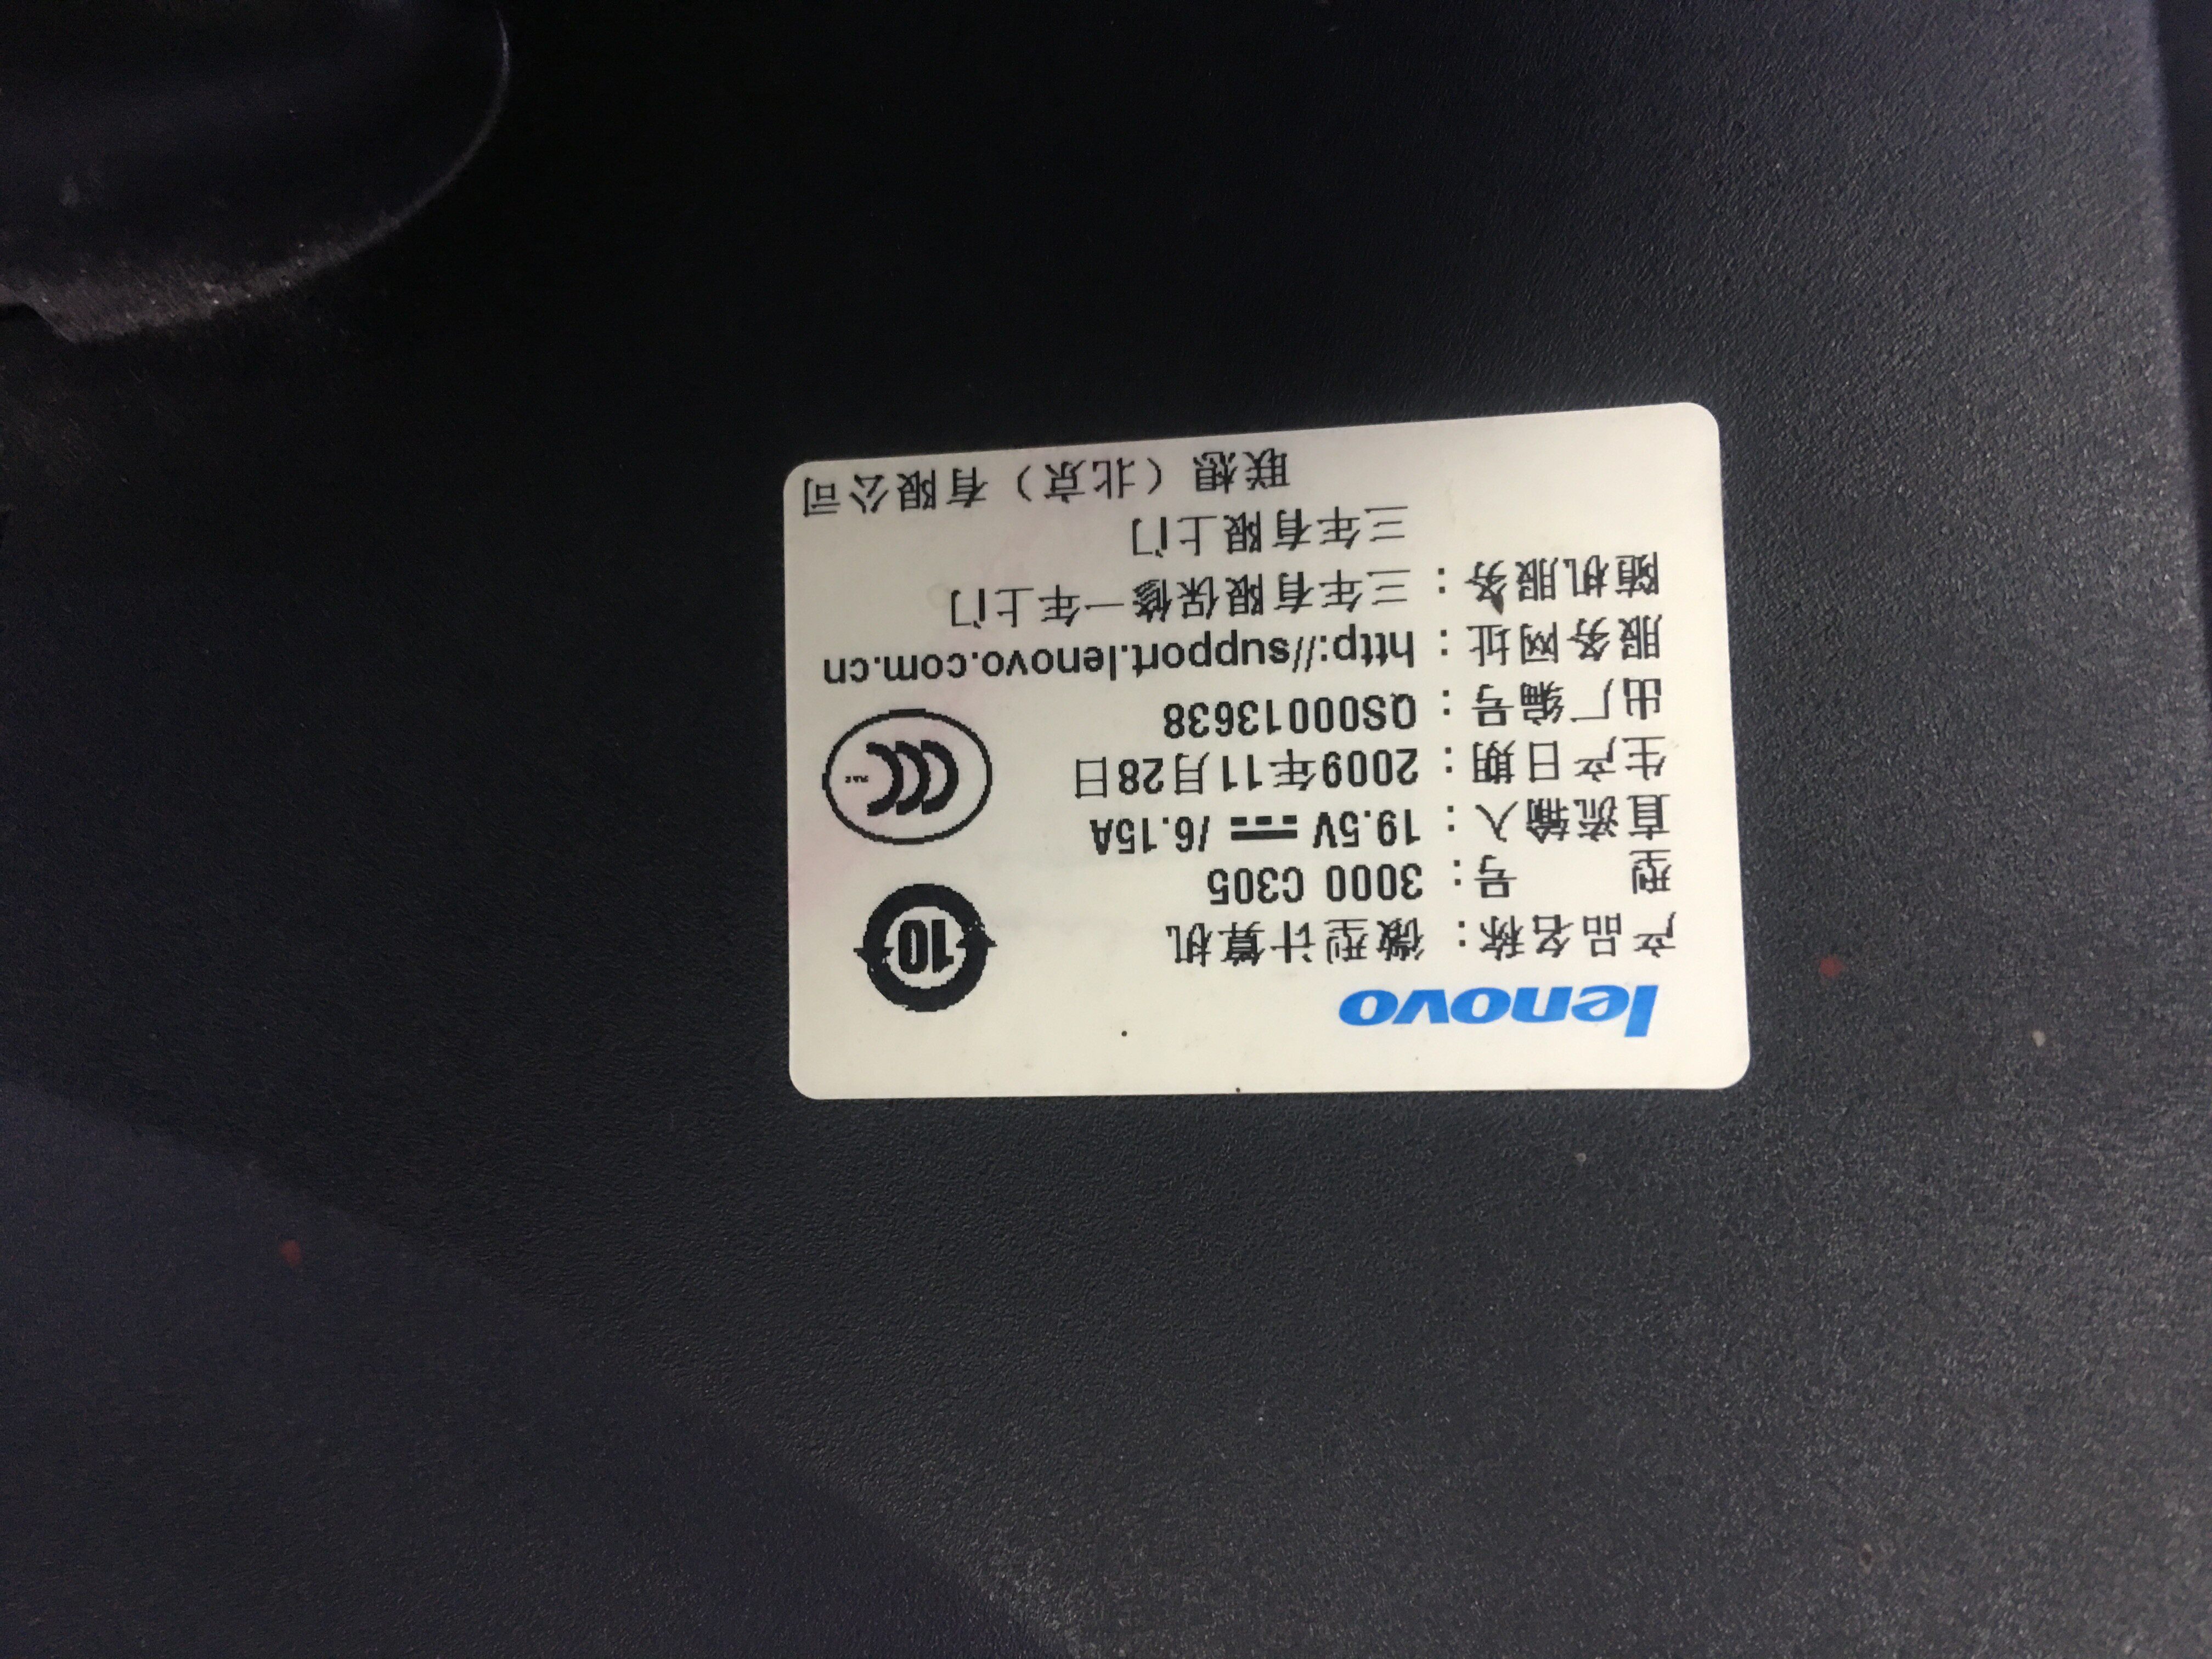 lenovo
产品名称：微型计算机
型 号：3000 C305
直流输入：19.5V /6.15A
生产日期：2009年11月28日
出厂编号：QS00013638
服务网址：http://support.lenovo.com.cn
随机服务：三年有限保修一年上门
三年有限上门
联想（北京）有限公司
10
CCC